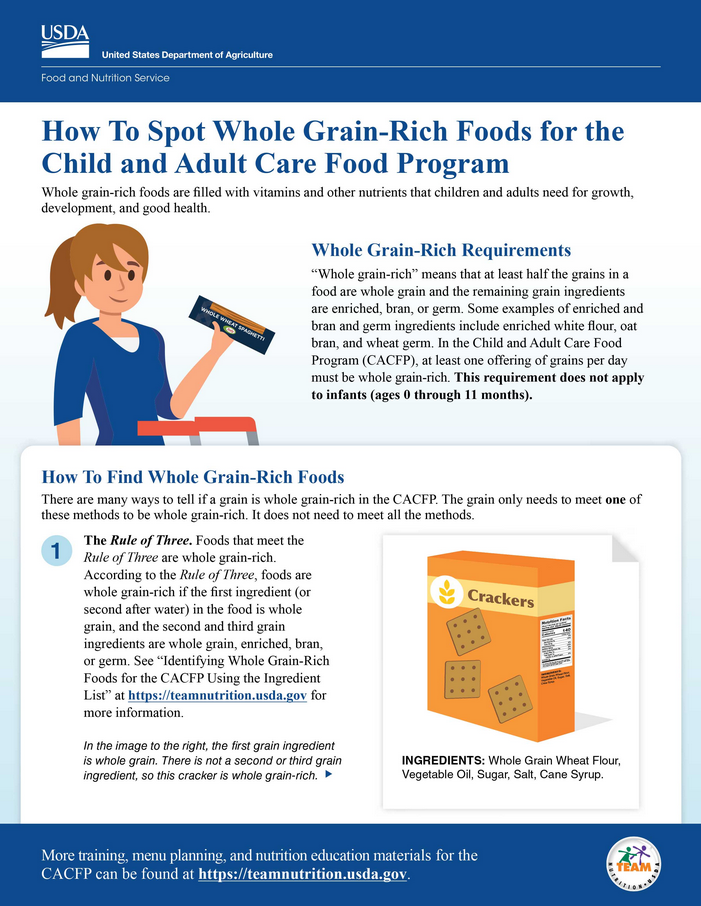 USDA
United States Department of Agriculture
Food and Nutrition Service
How To Spot Whole Grain-Rich Foods for the
Child and Adult Care Food Program
Whole grain-rich foods are filled with vitamins and other nutrients that children and adults need for growth,
development, and good health.
WHOLE WHEAT SPAGHETTI
Whole Grain-Rich Requirements
“Whole grain-rich” means that at least half the grains in a
food are whole grain and the remaining grain ingredients
are enriched, bran, or germ. Some examples of enriched and
bran and germ ingredients include enriched white flour, oat
bran, and wheat germ. In the Child and Adult Care Food
Program (CACFP), at least one offering of grains per day
must be whole grain-rich. This requirement does not apply
to infants (ages 0 through 11 months).
How To Find Whole Grain-Rich Foods
There are many ways to tell if a grain is whole grain-rich in the CACFP. The grain only needs to meet one of
these methods to be whole grain-rich. It does not need to meet all the methods.
1
The Rule of Three. Foods that meet the
Rule of Three are whole grain-rich.
According to the Rule of Three, foods are
whole grain-rich if the first ingredient (or
second after water) in the food is whole
grain, and the second and third grain
ingredients are whole grain, enriched, bran,
or germ. See “Identifying Whole Grain-Rich
Foods for the CACFP Using the Ingredient
List” at https://teamnutrition.usda.gov for
more information.
In the image to the right, the first grain ingredient
is whole grain. There is not a second or third grain
ingredient, so this cracker is whole grain-rich.
Crackers
Nutrition Facts
140
INGREDIENTS: Whole Grain Wheat Flour,
Vegetable Oil, Sugar, Salt, Cane Syrup.
More training, menu planning, and nutrition education materials for the
CACFP can be found at https://teamnutrition.usda.gov.
TEAM
NUTRITION USDA